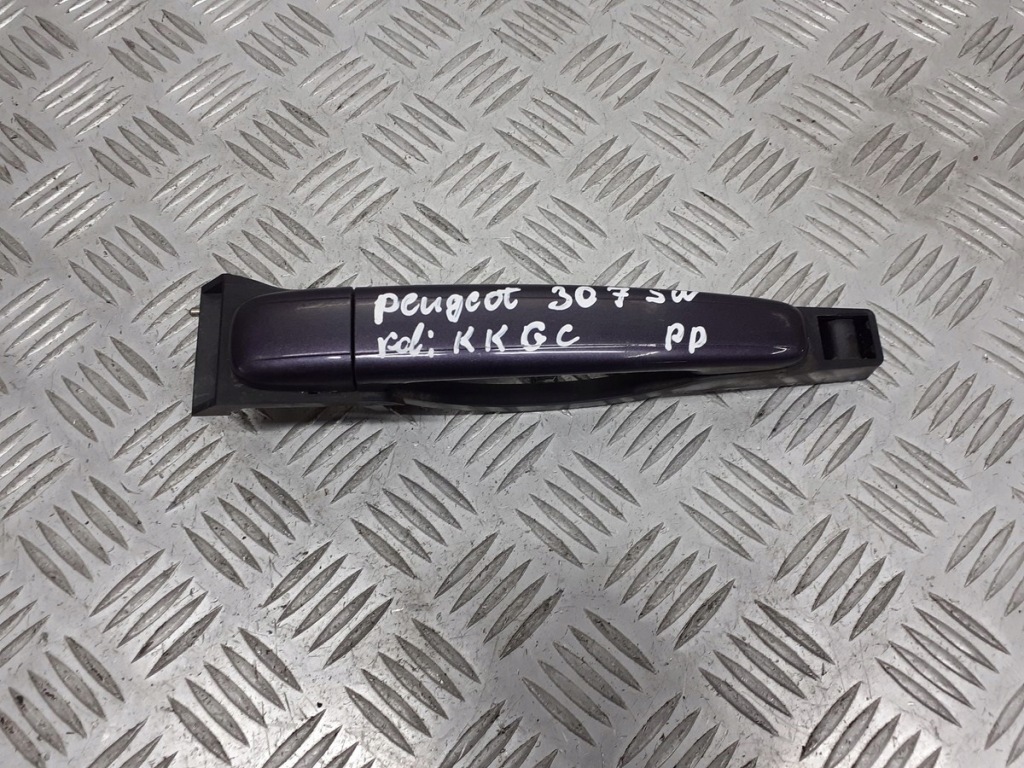 peugeot 307 SW
kol: KKGC PP